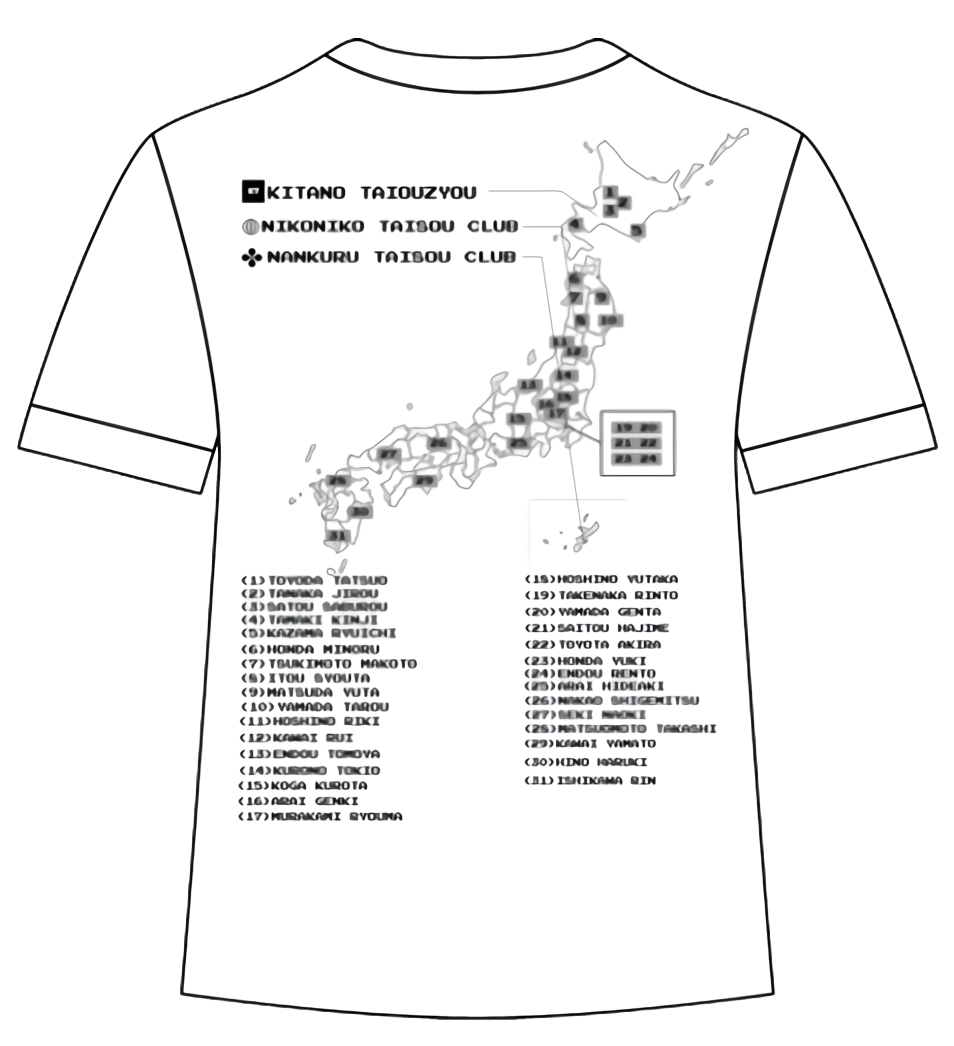 KITANO TAIOUZYOU
NIKONIKO TAISOU CLUB
NANKURU TAISOU CLUB
1
2
3
4
5
6
7
9
8
10
11
12
14
13
15
16
17
15
25
26
27
29
28
30
31
19 20
21 22
23 24
(1)TOYODA TATSUO
(2)TANAKA JIROU
(3)SATOU SABUROU
(4)TAMAKI KINJI
(5)KAZAMA RYUICHI
(6)HONDA MINORU
(7)TSUKIMOTO MAKOTO
(8)ITOU SYOUTA
(9)MATSUDA YUTA
(10)YAMADA TAROU
(11)HOSHINO RIKI
(12)KAWAI RUI
(13)ENDOU TOMOYA
(14)KURONO TOKIO
(15)KOGA KUROTA
(16)ARAI GENKI
(17)MURAKAMI RYOUMA
(18)HOSHINO YUTAKA
(19)TAKENAKA RINTO
(20)YAMADA GENTA
(21)SAITOU HAJIME
(22)TOYOTA AKIRA
(23)HONDA YUKI
(24)ENDOU RENTO
(25)ARAI HIDEAKI
(26)NAKAO SHIGEMITSU
(27)SEKI NAOKI
(28)MATSUOMOTO TAKASHI
(29)KAWAI YAMATO
(30)HINO HARUKI
(31)ISHIKAWA RIN